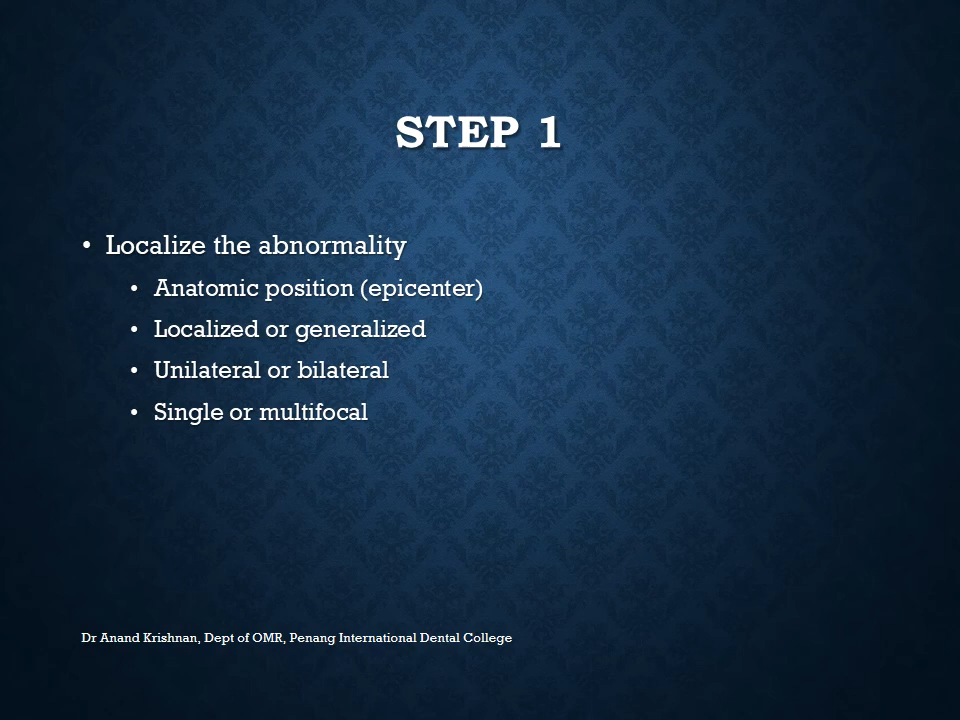 STEP 1
• Localize the abnormality
• Anatomic position (epicenter)
• Localized or generalized
• Unilateral or bilateral
• Single or multifocal
Dr Anand Krishnan, Dept of OMR, Penang International Dental College